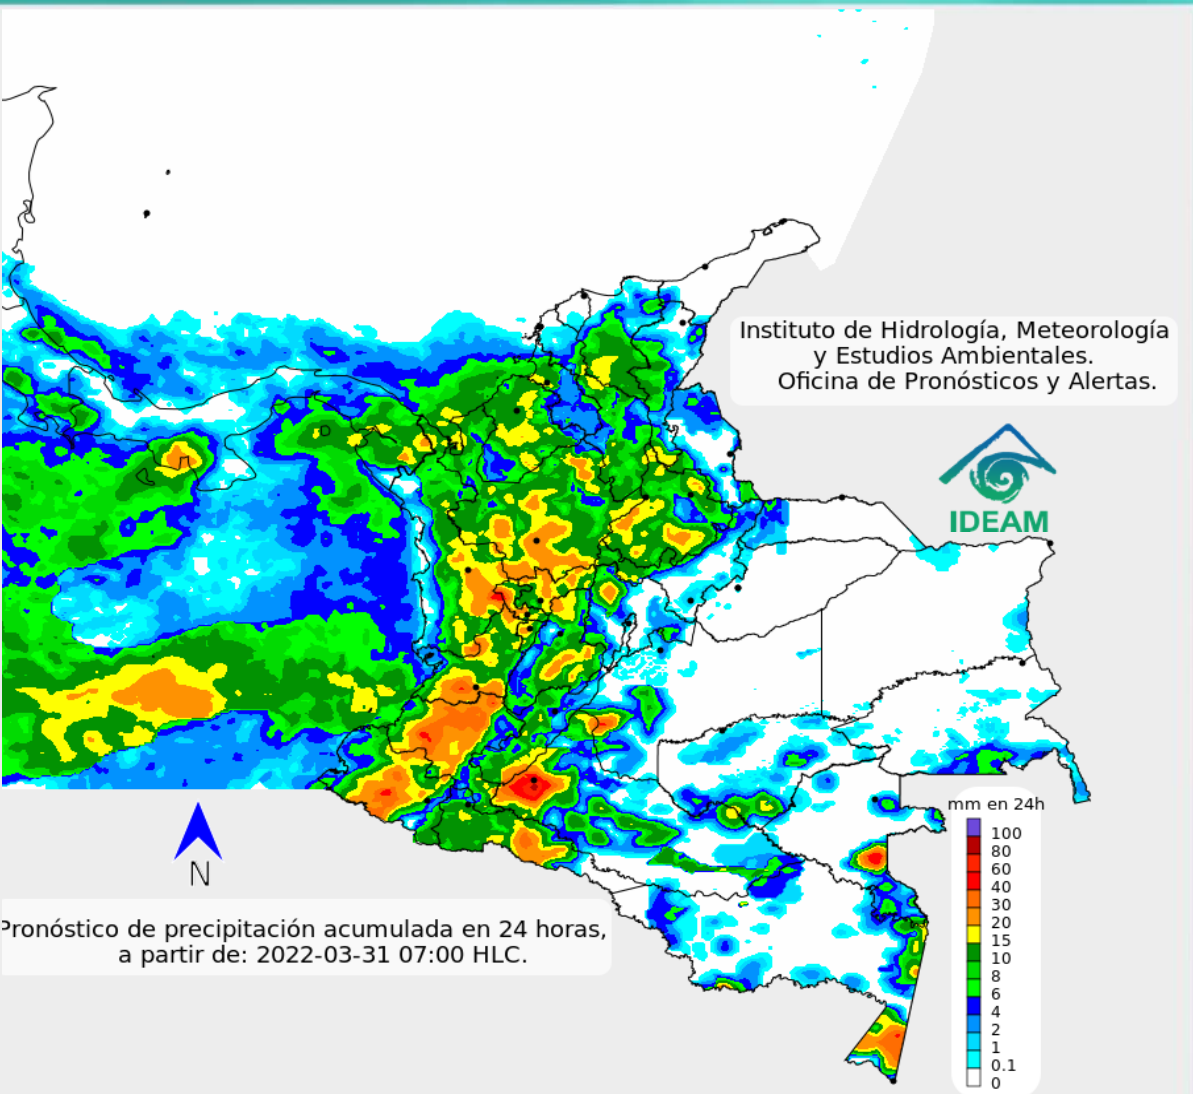 Instituto de Hidrología, Meteorología
y Estudios Ambientales.
Oficina de Pronósticos y Alertas.
IDEAM
mm en 24h
100
80
60
40
30
20
15
10
8
6
4
2
1
0.1
0
N
Pronóstico de precipitación acumulada en 24 horas,
a partir de: 2022-03-31 07:00 HLC.